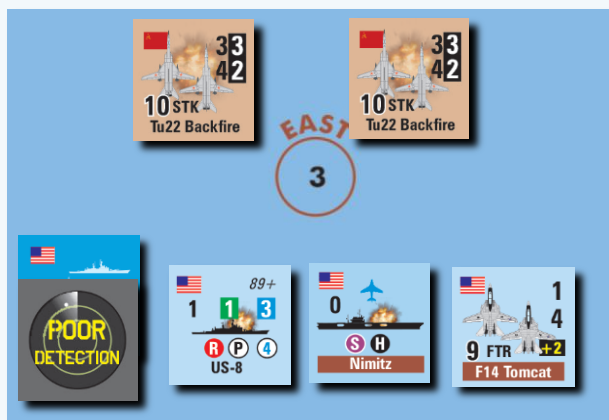 3 3
4 2
10 STK
Tu22 Backfire
3 3
4 2
10 STK
Tu22 Backfire
EAST
3
POOR
DETECTION
89+
1 1 3
R P 4
US-8
0
S H
Nimitz
1
4
9 FTR +2
F14 Tomcat